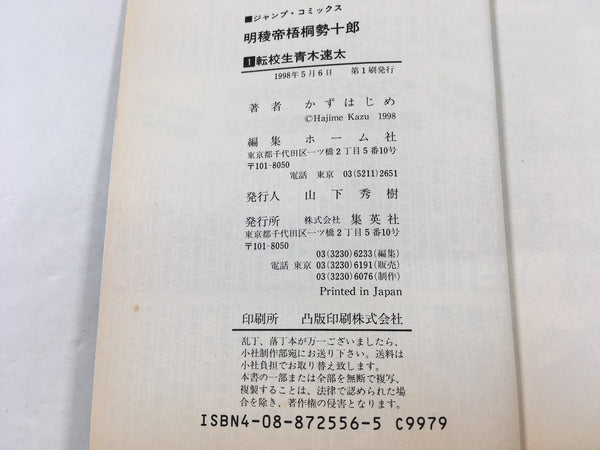 ■ジャンプ・コミックス
明稜帝梧桐勢十郎
1転校生青木速太
1998年5月6日 第1刷発行
著者 かずはじめ
©Hajime Kazu 1998
編集 ホーム社
東京都千代田区一ツ橋2丁目5番10号
〒101-8050
電話 東京 03(5211)2651
発行人 山下秀樹
発行所 株式会社 集英社
東京都千代田区一ツ橋2丁目5番10号
〒101-8050
03(3230)6233(編集)
電話 東京 03(3230)6191(販売)
03(3230)6076(制作)
Printed in Japan
印刷所 凸版印刷株式会社
乱丁、落丁本が万一ございましたら、
小社制作部宛にお送り下さい。送料は
小社負担でお取り替え致します。
本書の一部または全部を無断で複写、
複製することは、法律で認められた場
合を除き、著作権の侵害となります。
ISBN4-08-872556-5 C9979